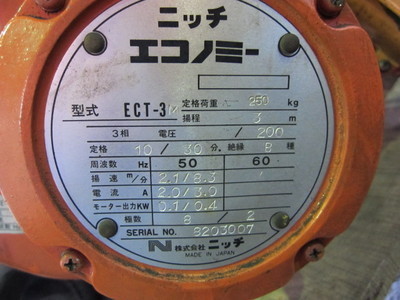 ニッチ
エコノミー
型式 ECT-3M 定格荷重 250 kg
揚程 3 m
3相 電圧 / 200
定格 10 / 30 分, 絶縁 B 種
周波数 Hz 50 60
揚速 m/分 2.1/8.3
電流 A 2.0/3.0
モーター出力KW 0.1/0.4
極数 8 / 2
SERIAL NO. 8203007
N 株式会社 ニッチ
MADE IN JAPAN